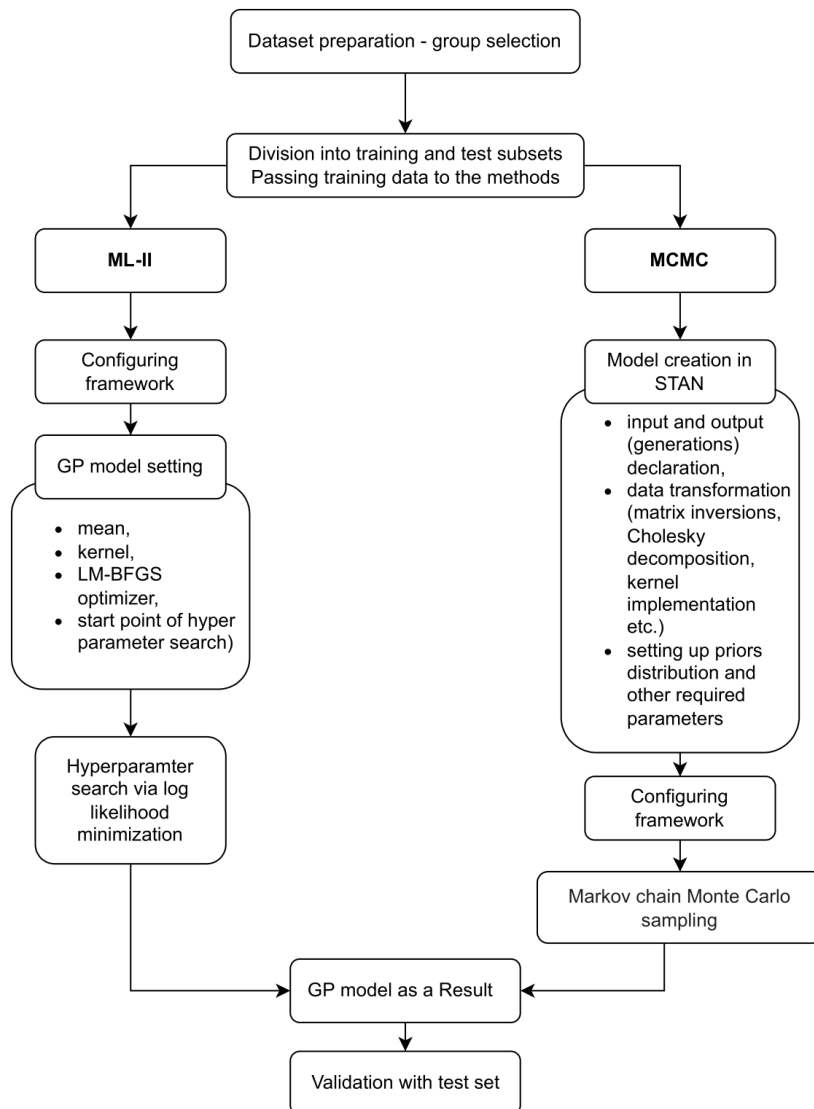 Dataset preparation - group selection
Division into training and test subsets
Passing training data to the methods
ML-II
Configuring
framework
GP model setting
• mean,
• kernel,
• LM-BFGS
optimizer,
• start point of hyper
parameter search)
Hyperparamter
search via log
likelihood
minimization
MCMC
Model creation in
STAN
• input and output
(generations)
declaration,
• data transformation
(matrix inversions,
Cholesky
decomposition,
kernel
implementation
etc.)
• setting up priors
distribution and
other required
parameters
Configuring
framework
Markov chain Monte Carlo
sampling
GP model as a Result
Validation with test set